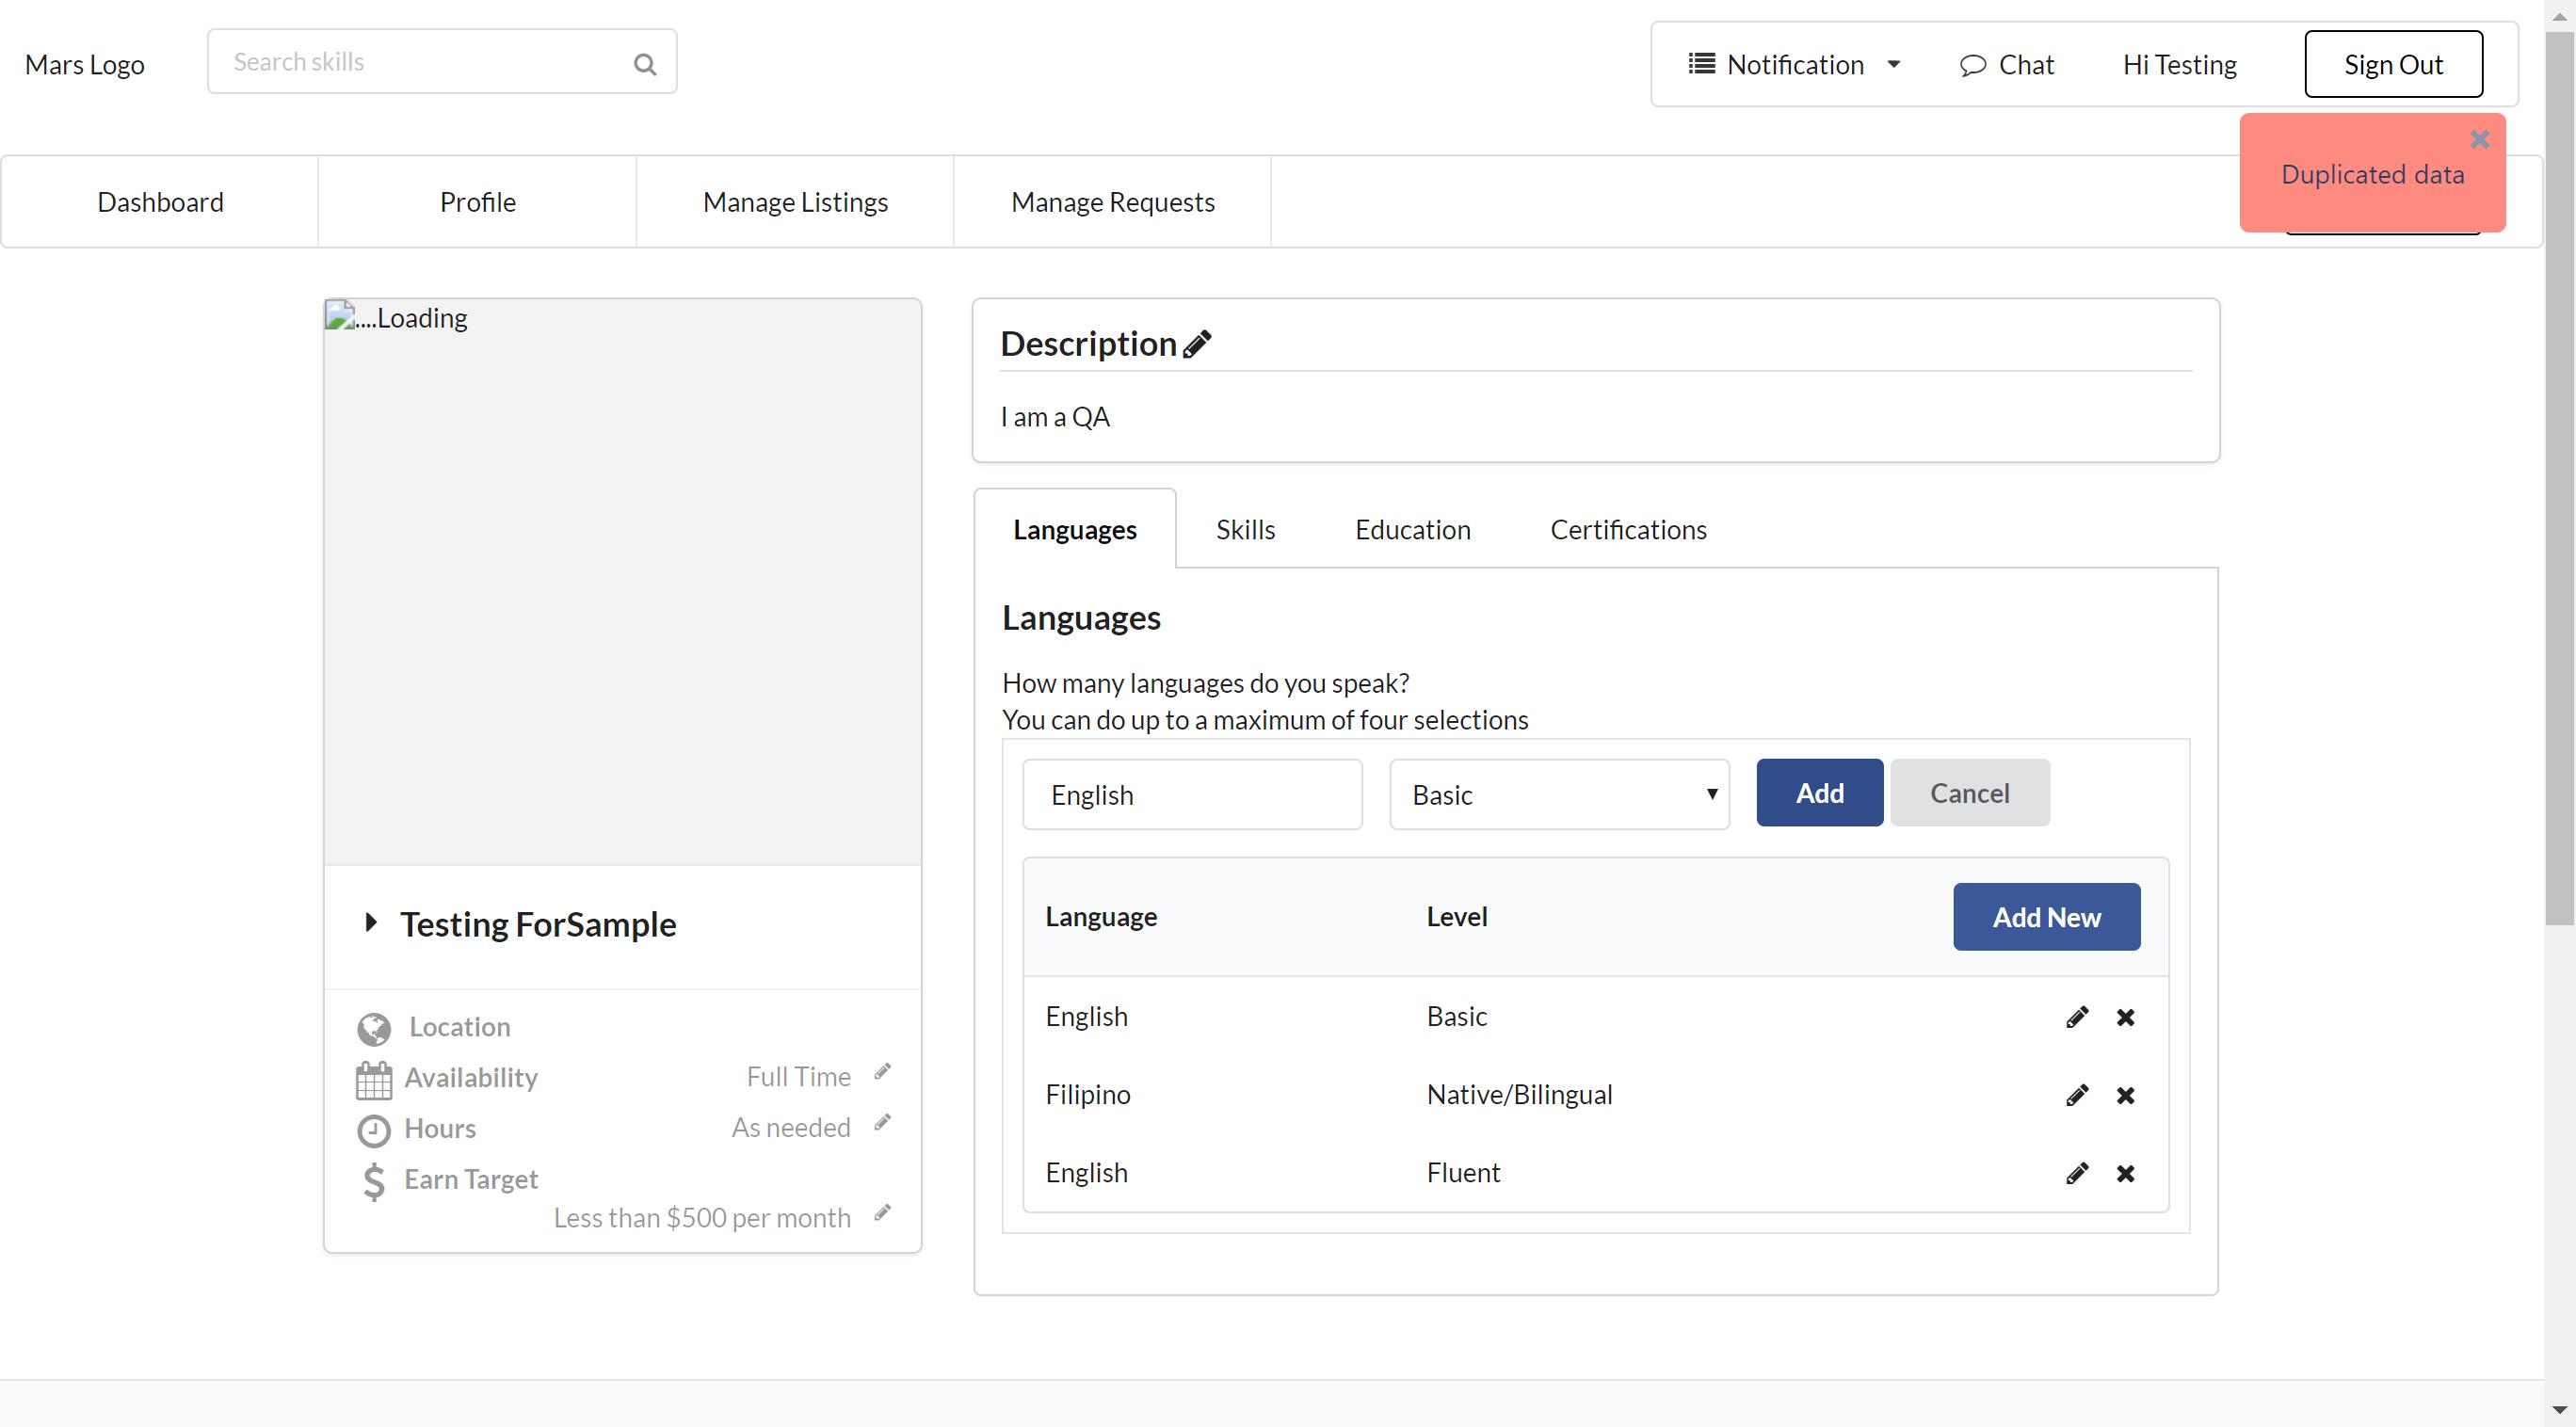 Mars Logo
Search skills
Notification
Chat
Hi Testing
Sign Out
Duplicated data
Dashboard
Profile
Manage Listings
Manage Requests
....Loading
Testing ForSample
Location
Availability
Full Time
Hours
As needed
Earn Target
Less than $500 per month
Description
I am a QA
Languages
Skills
Education
Certifications
Languages
How many languages do you speak?
You can do up to a maximum of four selections
English
Basic
Add
Cancel
Language
Level
Add New
English
Basic
Filipino
Native/Bilingual
English
Fluent